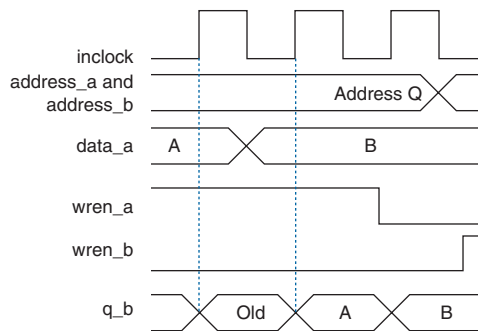 inclock
address_a and
address_b
Address Q
data_a
A
B
wren_a
wren_b
q_b
Old
A
B